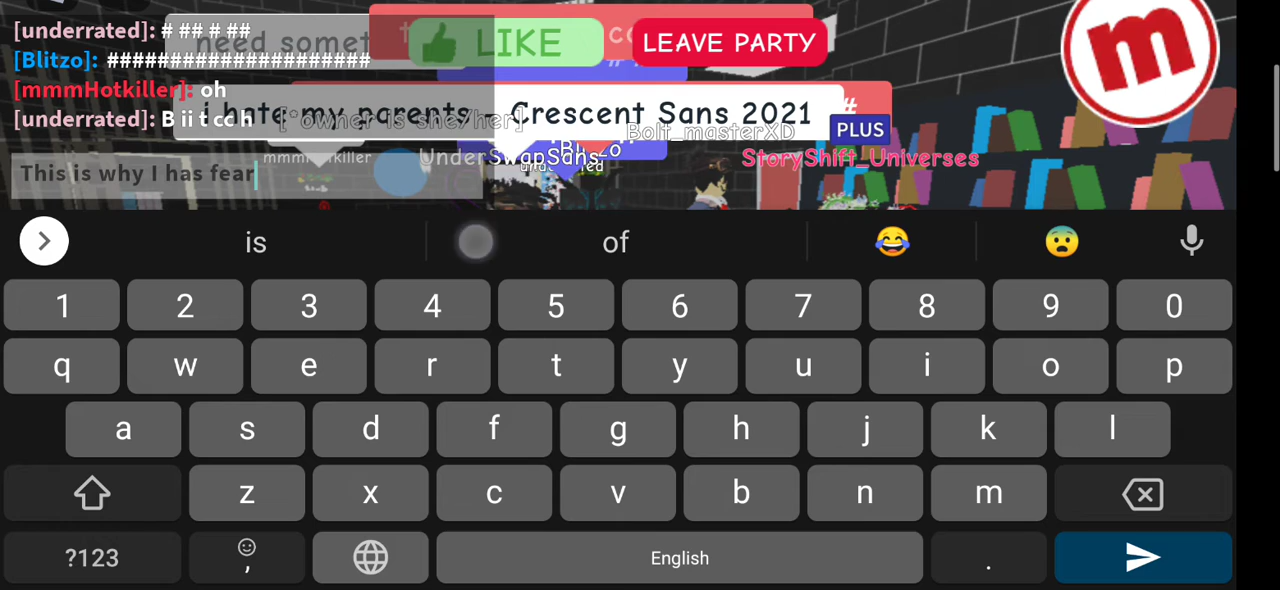 [underrated]: # ## # ##
need somet
LIKE
LEAVE PARTY
[Blitzo]: #####################
[mmmHotkiller]: oh
i hate my parents - Crescent Sans 2021
[underrated]: B ii t cc h
[*owner is she/her]
Bolt_masterXD
PLUS
This is why I has fear
UnderSwapSans_
StoryShift_Universes
is
of
1 2 3 4 5 6 7 8 9 0
q w e r t y u i o p
a s d f g h j k l
z x c v b n m
?123
,
English
.
m